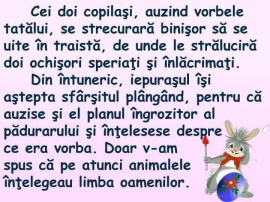 Cei doi copilaşi, auzind vorbele
tatălui, se strecurară binişor să se
uite în traistă, de unde le străluciră
doi ochişori speriaţi şi înlăcrimaţi.
Din întuneric, iepuraşul îşi
aştepta sfârşitul plângând, pentru că
auzise şi el planul îngrozitor al
pădurarului şi înţelesese despre
ce era vorba. Doar v-am
spus că pe atunci animalele
înţelegeau limba oamenilor.